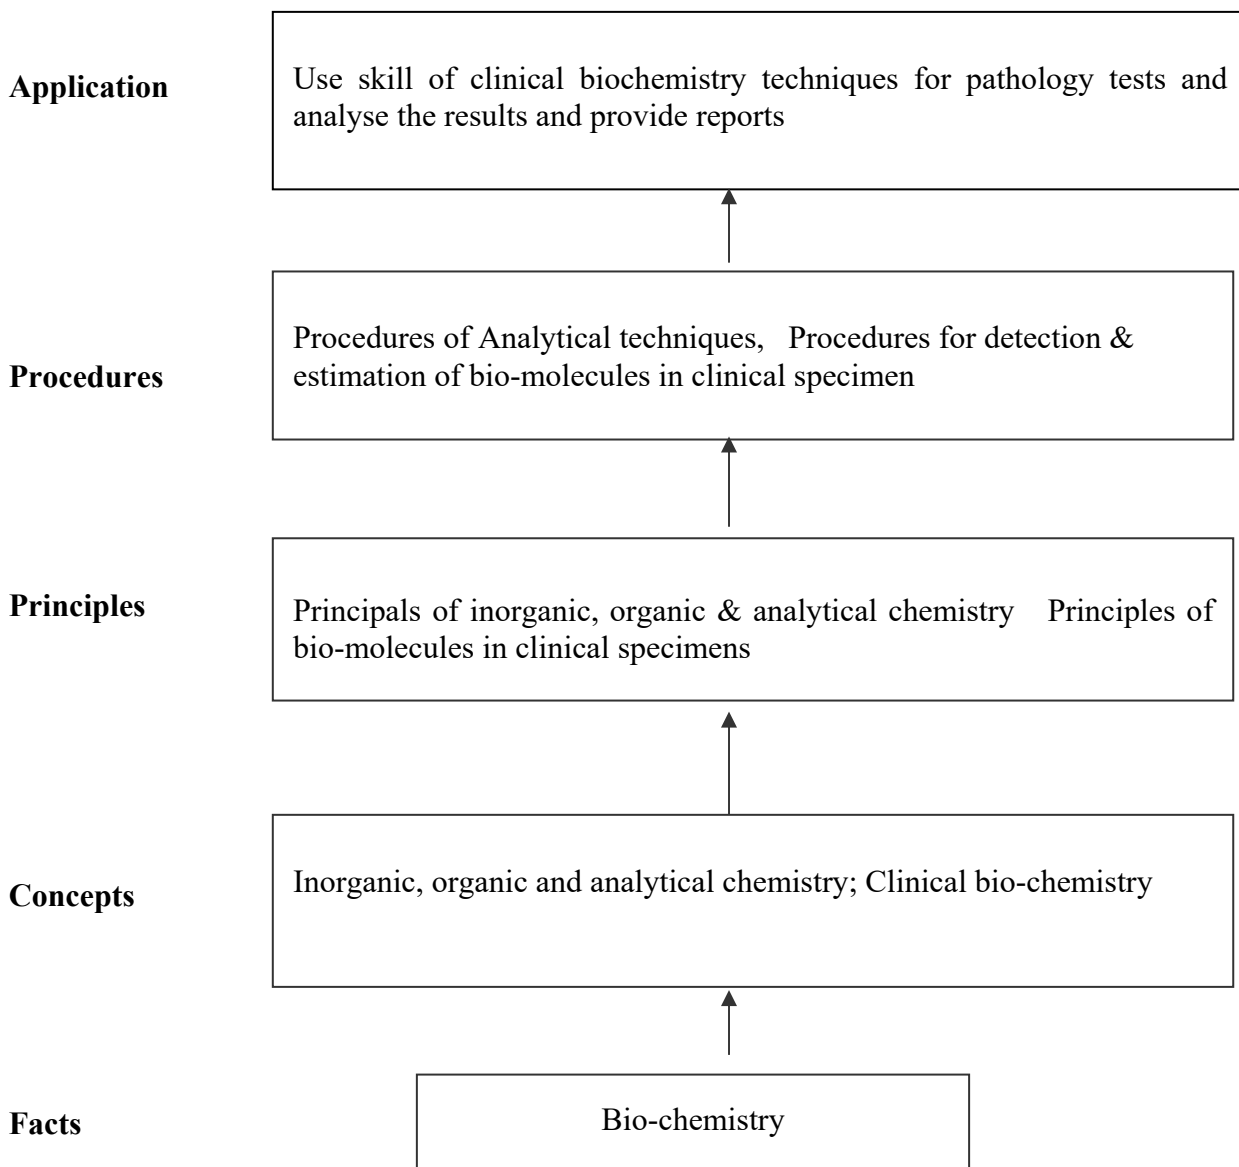 Application
Use skill of clinical biochemistry techniques for pathology tests and
analyse the results and provide reports
Procedures
Procedures of Analytical techniques,   Procedures for detection &
estimation of bio-molecules in clinical specimen
Principles
Principals of inorganic, organic & analytical chemistry   Principles of
bio-molecules in clinical specimens
Concepts
Inorganic, organic and analytical chemistry; Clinical bio-chemistry
Facts
Bio-chemistry